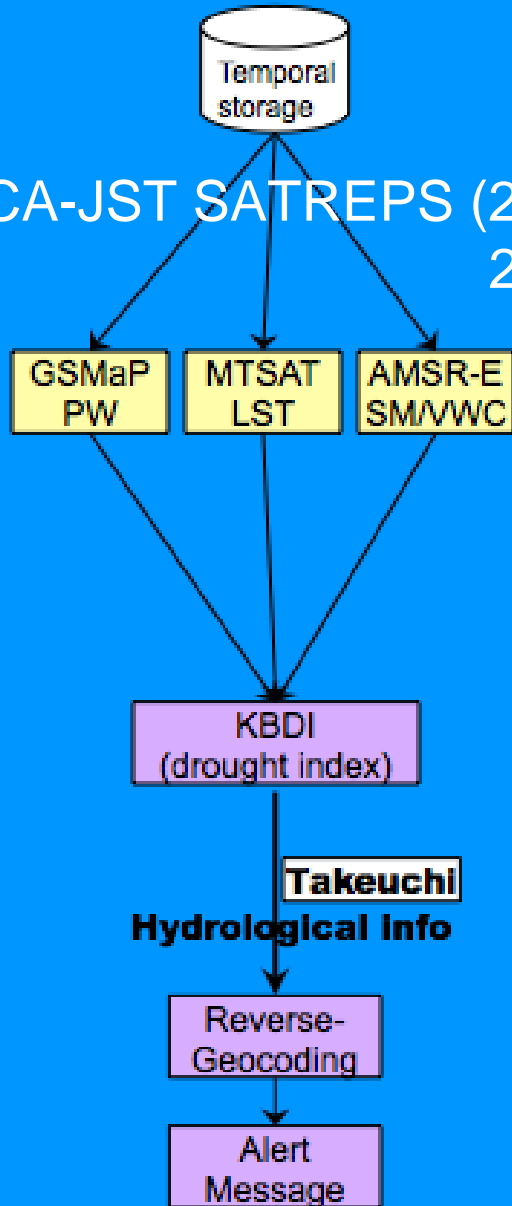 Temporal
storage
CA-JST SATREPS (2
2
GSMaP
PW
MTSAT
LST
AMSR-E
SM/VWC
KBDI
(drought index)
Takeuchi
Hydrological info
Reverse-
Geocoding
Alert
Message